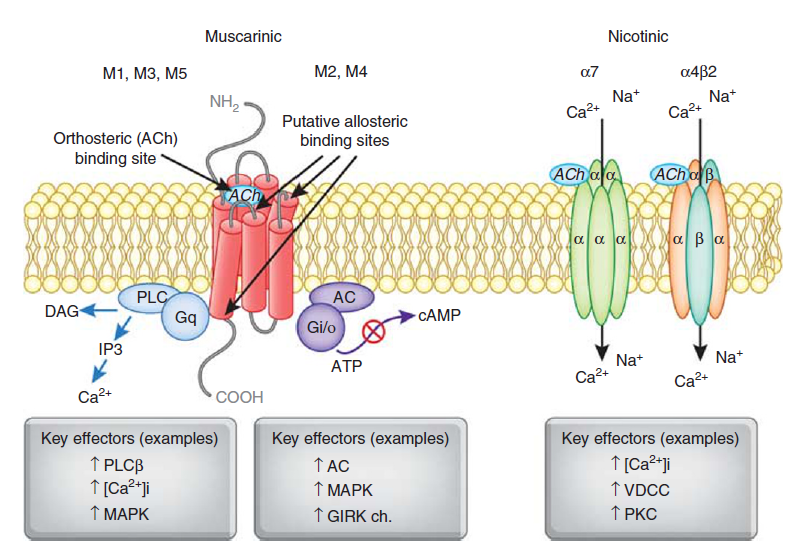 Muscarinic
Nicotinic
M1, M3, M5
M2, M4
α7
α4β2
NH2
Na+
Ca2+
Na+
Ca2+
Orthosteric (ACh)
binding site
Putative allosteric
binding sites
ACh
ACh α α
ACh α β
α α α
α β α
PLC
Gq
DAG
IP3
Ca2+
AC
Gi/o
cAMP
ATP
COOH
Na+
Ca2+
Na+
Ca2+
Key effectors (examples)
↑ PLCβ
↑ [Ca2+]i
↑ MAPK
Key effectors (examples)
↑ AC
↑ MAPK
↑ GIRK ch.
Key effectors (examples)
↑ [Ca2+]i
↑ VDCC
↑ PKC